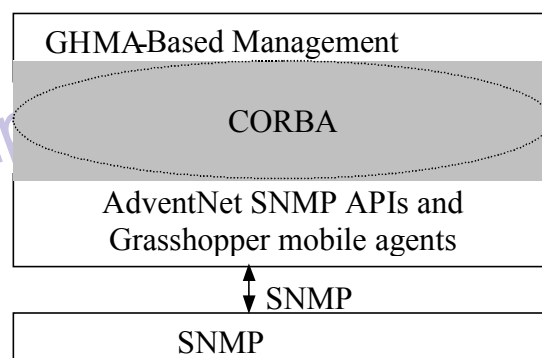 GHMA-Based Management
CORBA
AdventNet SNMP APIs and
Grasshopper mobile agents
SNMP
SNMP